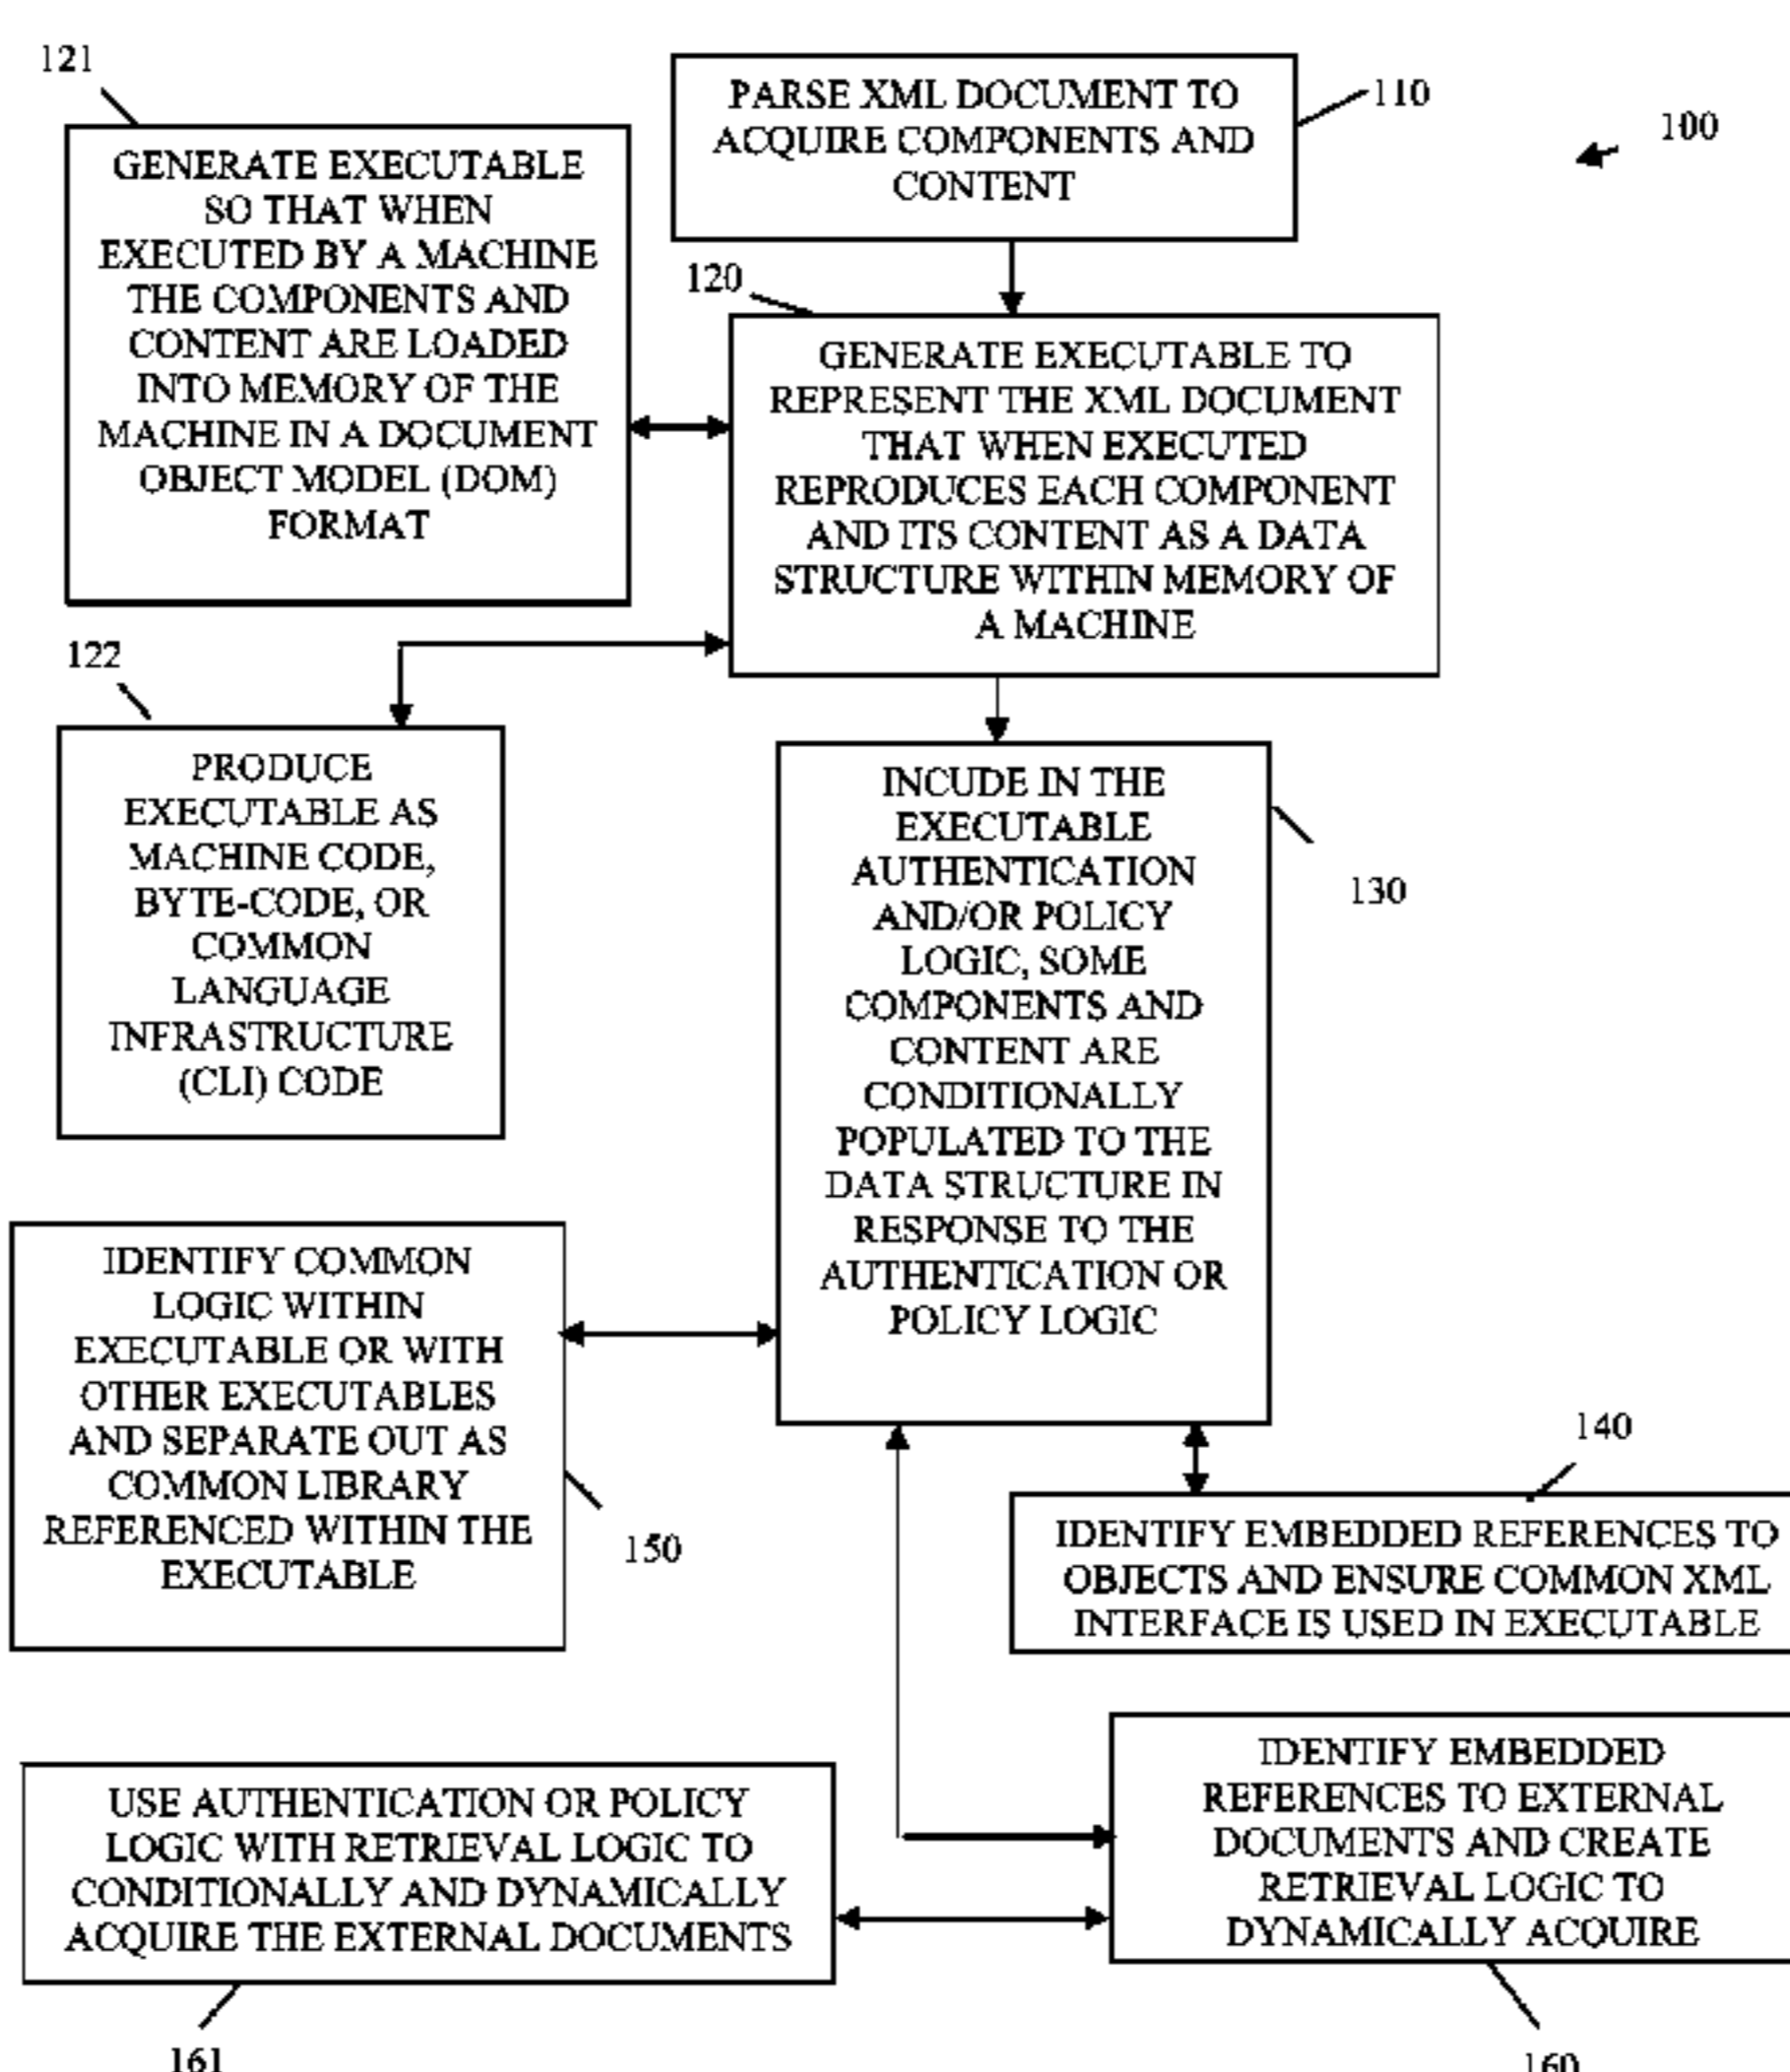 121
PARSE XML DOCUMENT TO
ACQUIRE COMPONENTS AND
CONTENT
110
100
GENERATE EXECUTABLE
SO THAT WHEN
EXECUTED BY A MACHINE
THE COMPONENTS AND
CONTENT ARE LOADED
INTO MEMORY OF THE
MACHINE IN A DOCUMENT
OBJECT MODEL (DOM)
FORMAT
120
GENERATE EXECUTABLE TO
REPRESENT THE XML DOCUMENT
THAT WHEN EXECUTED
REPRODUCES EACH COMPONENT
AND ITS CONTENT AS A DATA
STRUCTURE WITHIN MEMORY OF
A MACHINE
122
PRODUCE
EXECUTABLE AS
MACHINE CODE,
BYTE-CODE, OR
COMMON
LANGUAGE
INFRASTRUCTURE
(CLI) CODE
INCUDE IN THE
EXECUTABLE
AUTHENTICATION
AND/OR POLICY
LOGIC, SOME
COMPONENTS AND
CONTENT ARE
CONDITIONALLY
POPULATED TO THE
DATA STRUCTURE IN
RESPONSE TO THE
AUTHENTICATION OR
POLICY LOGIC
130
IDENTIFY COMMON
LOGIC WITHIN
EXECUTABLE OR WITH
OTHER EXECUTABLES
AND SEPARATE OUT AS
COMMON LIBRARY
REFERENCED WITHIN THE
EXECUTABLE
150
140
IDENTIFY EMBEDDED REFERENCES TO
OBJECTS AND ENSURE COMMON XML
INTERFACE IS USED IN EXECUTABLE
USE AUTHENTICATION OR POLICY
LOGIC WITH RETRIEVAL LOGIC TO
CONDITIONALLY AND DYNAMICALLY
ACQUIRE THE EXTERNAL DOCUMENTS
161
IDENTIFY EMBEDDED
REFERENCES TO EXTERNAL
DOCUMENTS AND CREATE
RETRIEVAL LOGIC TO
DYNAMICALLY ACQUIRE
160